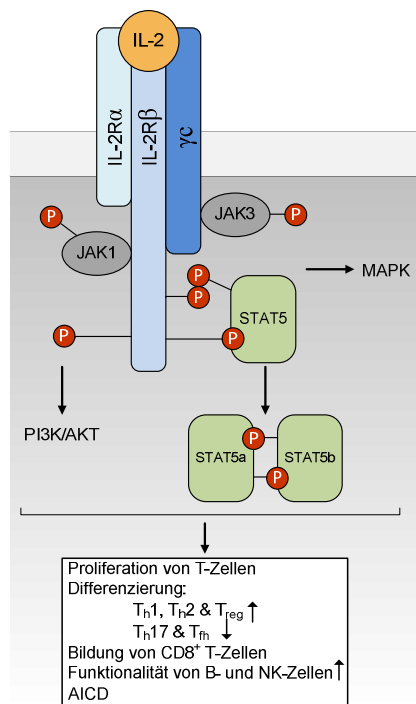 IL-2
IL-2Rα
IL-2Rβ
γc
P
JAK1
JAK3
P
P
P
STAT5
MAPK
P
P
PI3K/AKT
STAT5a
P
P
STAT5b
Proliferation von T-Zellen
Differenzierung:
Th1, Th2 & Treg ↑
Th17 & Tfh ↓
Bildung von CD8⁺ T-Zellen
Funktionalität von B- und NK-Zellen ↑
AICD